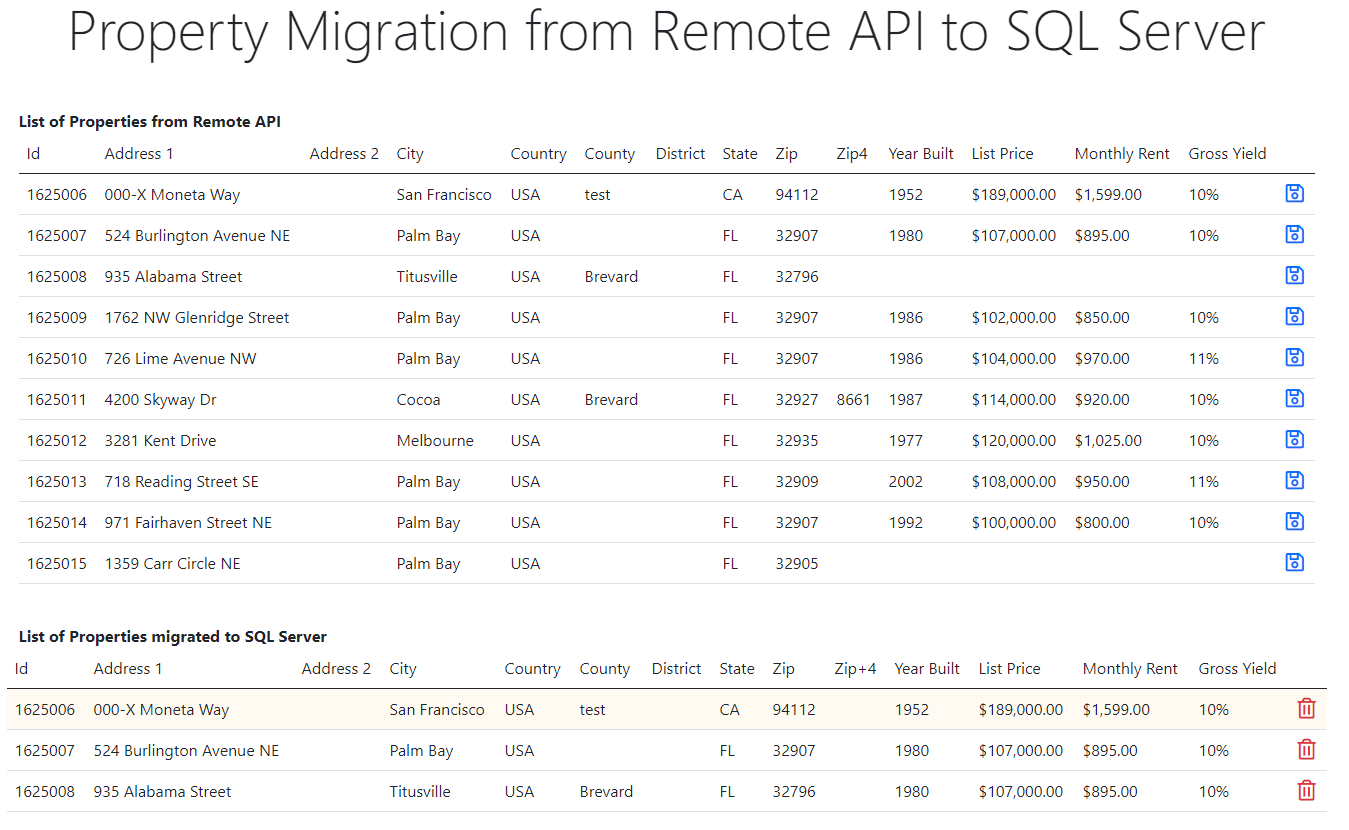 Property Migration from Remote API to SQL Server
List of Properties from Remote API
Id Address 1 Address 2 City Country County District State Zip Zip4 Year Built List Price Monthly Rent Gross Yield
1625006 000-X Moneta Way San Francisco USA test CA 94112 1952 $189,000.00 $1,599.00 10%
1625007 524 Burlington Avenue NE Palm Bay USA FL 32907 1980 $107,000.00 $895.00 10%
1625008 935 Alabama Street Titusville USA Brevard FL 32796
1625009 1762 NW Glenridge Street Palm Bay USA FL 32907 1986 $102,000.00 $850.00 10%
1625010 726 Lime Avenue NW Palm Bay USA FL 32907 1986 $104,000.00 $970.00 11%
1625011 4200 Skyway Dr Cocoa USA Brevard FL 32927 8661 1987 $114,000.00 $920.00 10%
1625012 3281 Kent Drive Melbourne USA FL 32935 1977 $120,000.00 $1,025.00 10%
1625013 718 Reading Street SE Palm Bay USA FL 32909 2002 $108,000.00 $950.00 11%
1625014 971 Fairhaven Street NE Palm Bay USA FL 32907 1992 $100,000.00 $800.00 10%
1625015 1359 Carr Circle NE Palm Bay USA FL 32905
List of Properties migrated to SQL Server
Id Address 1 Address 2 City Country County District State Zip Zip+4 Year Built List Price Monthly Rent Gross Yield
1625006 000-X Moneta Way San Francisco USA test CA 94112 1952 $189,000.00 $1,599.00 10%
1625007 524 Burlington Avenue NE Palm Bay USA FL 32907 1980 $107,000.00 $895.00 10%
1625008 935 Alabama Street Titusville USA Brevard FL 32796 1980 $107,000.00 $895.00 10%